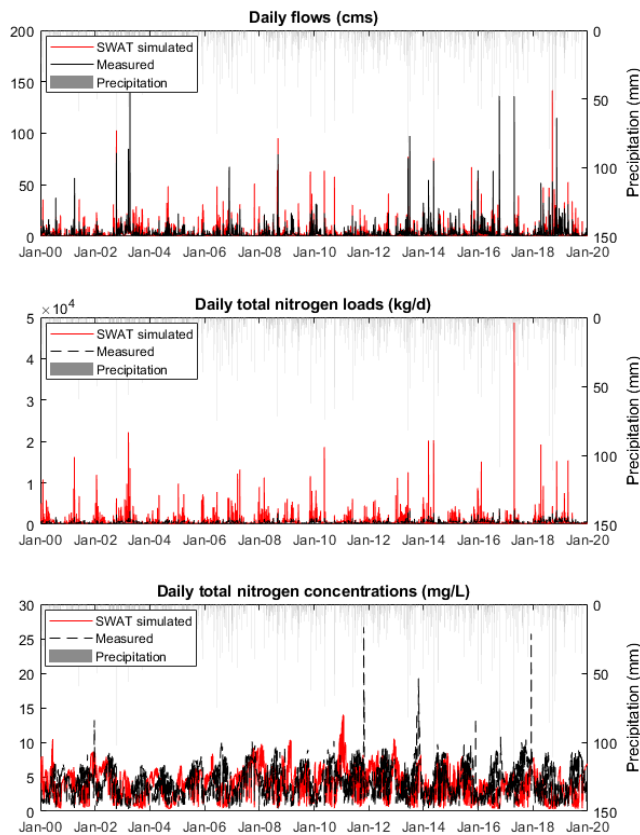 Daily flows (cms)
200
150
100
50
0
SWAT simulated
Measured
Precipitation
0
50
100
150
Precipitation (mm)
Jan-00 Jan-02 Jan-04 Jan-06 Jan-08 Jan-10 Jan-12 Jan-14 Jan-16 Jan-18 Jan-20
Daily total nitrogen loads (kg/d)
× 10^4
5
4
3
2
1
0
SWAT simulated
Measured
Precipitation
0
50
100
150
Precipitation (mm)
Jan-00 Jan-02 Jan-04 Jan-06 Jan-08 Jan-10 Jan-12 Jan-14 Jan-16 Jan-18 Jan-20
Daily total nitrogen concentrations (mg/L)
30
25
20
15
10
5
0
SWAT simulated
Measured
Precipitation
0
50
100
150
Precipitation (mm)
Jan-00 Jan-02 Jan-04 Jan-06 Jan-08 Jan-10 Jan-12 Jan-14 Jan-16 Jan-18 Jan-20